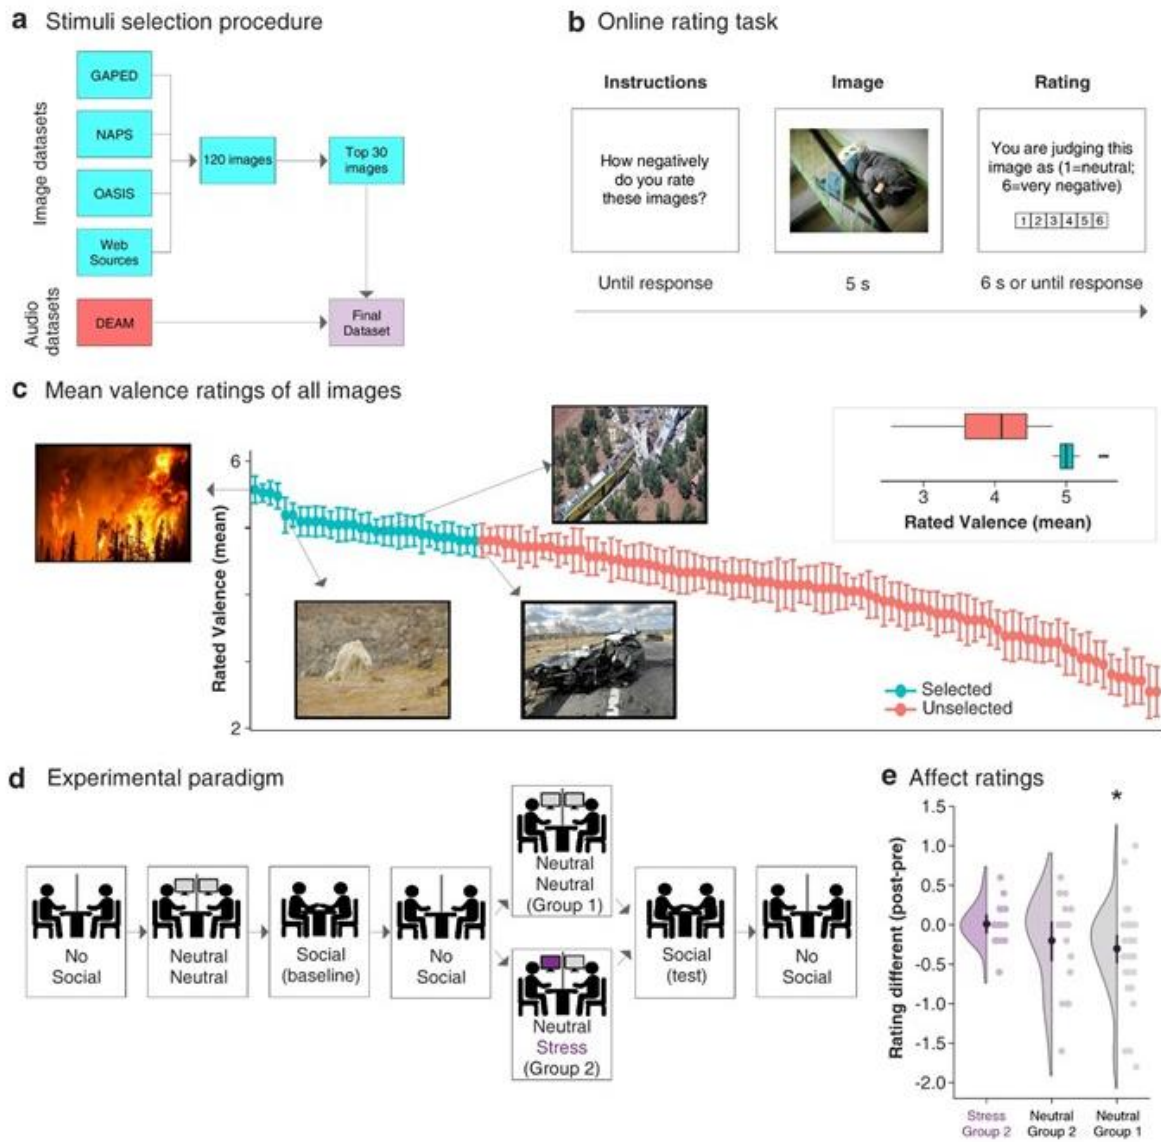 a Stimuli selection procedure
Image datasets
GAPED
NAPS
OASIS
Web
Sources
120 images
Top 30
images
Audio
datasets
DEAM
Final
Dataset
b Online rating task
Instructions
How negatively
do you rate
these images?
Until response
Image
5 s
Rating
You are judging this
image as (1=neutral;
6=very negative)
1 2 3 4 5 6
6 s or until response
c Mean valence ratings of all images
Rated Valence (mean)
6
2
Selected
Unselected
3 4 5
Rated Valence (mean)
d Experimental paradigm
No
Social
Neutral
Neutral
Social
(baseline)
No
Social
Neutral
Neutral
(Group 1)
Neutral
Stress
(Group 2)
Social
(test)
No
Social
e Affect ratings
*
Rating different (post-pre)
1.5
1.0
0.5
0.0
-0.5
-1.0
-1.5
-2.0
Stress
Group 2
Neutral
Group 2
Neutral
Group 1